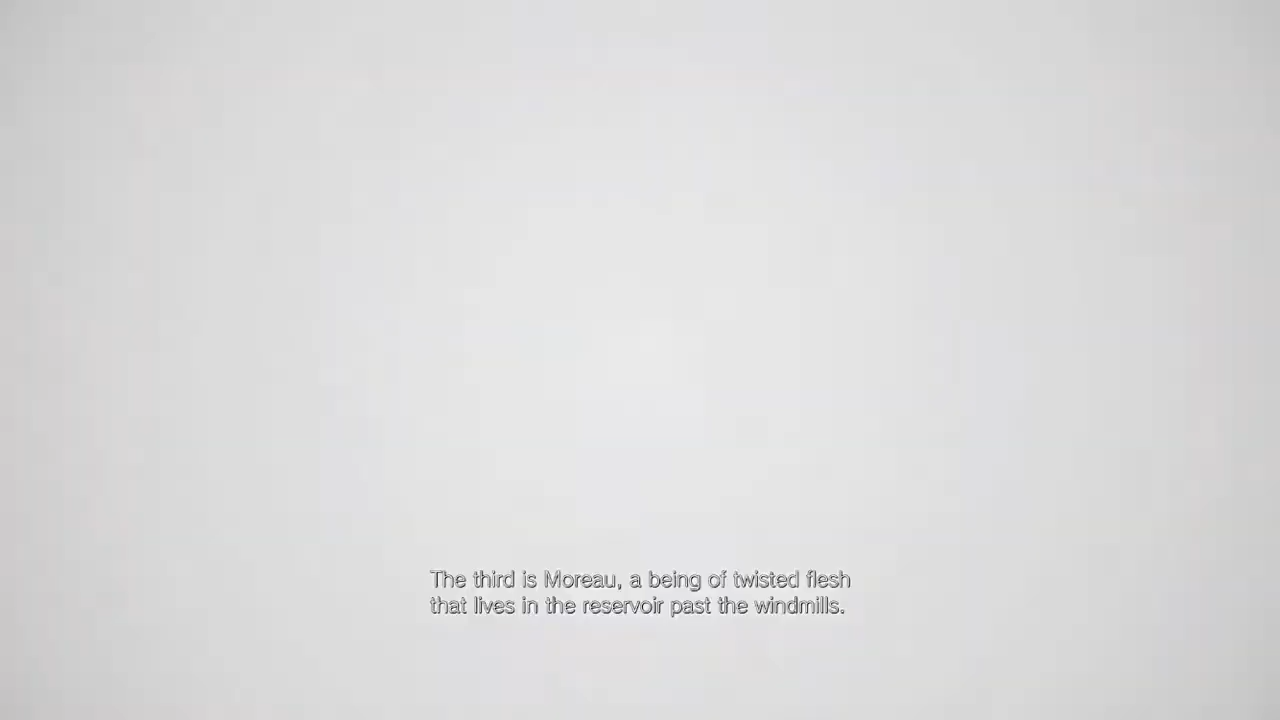 The third is Moreau, a being of twisted flesh
that lives in the reservoir past the windmills.